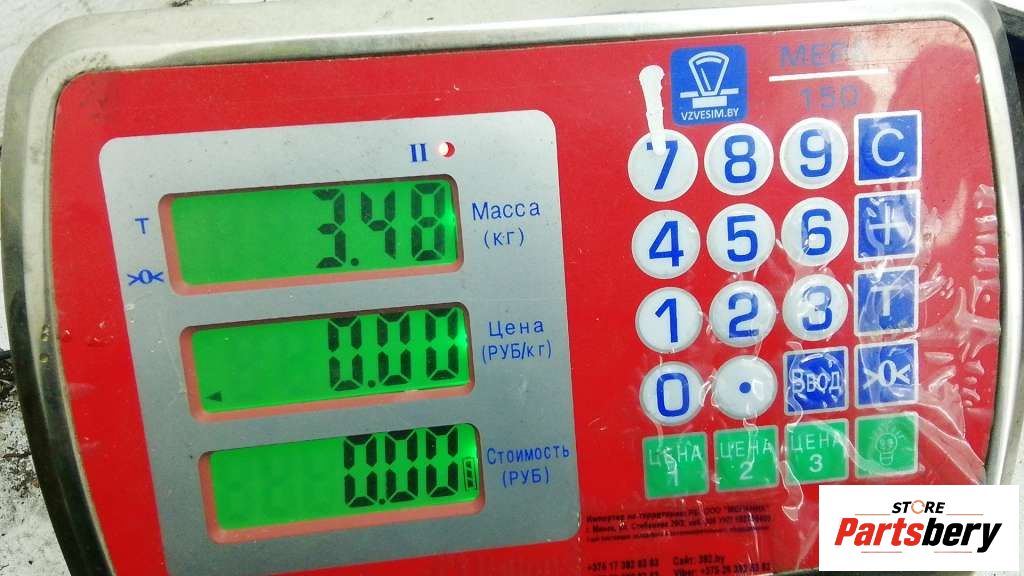 МЕРА
150
VZVESIM.BY
II
T
>0<
3.48
Масса
(кг)
0.00
Цена
(РУБ/кг)
0.00
Стоимость
(РУБ)
7 8 9 C
4 5 6 +
1 2 3 T
0 . Ввод >0<
ЦЕНА 1
ЦЕНА 2
ЦЕНА 3
STORE
Partsbery